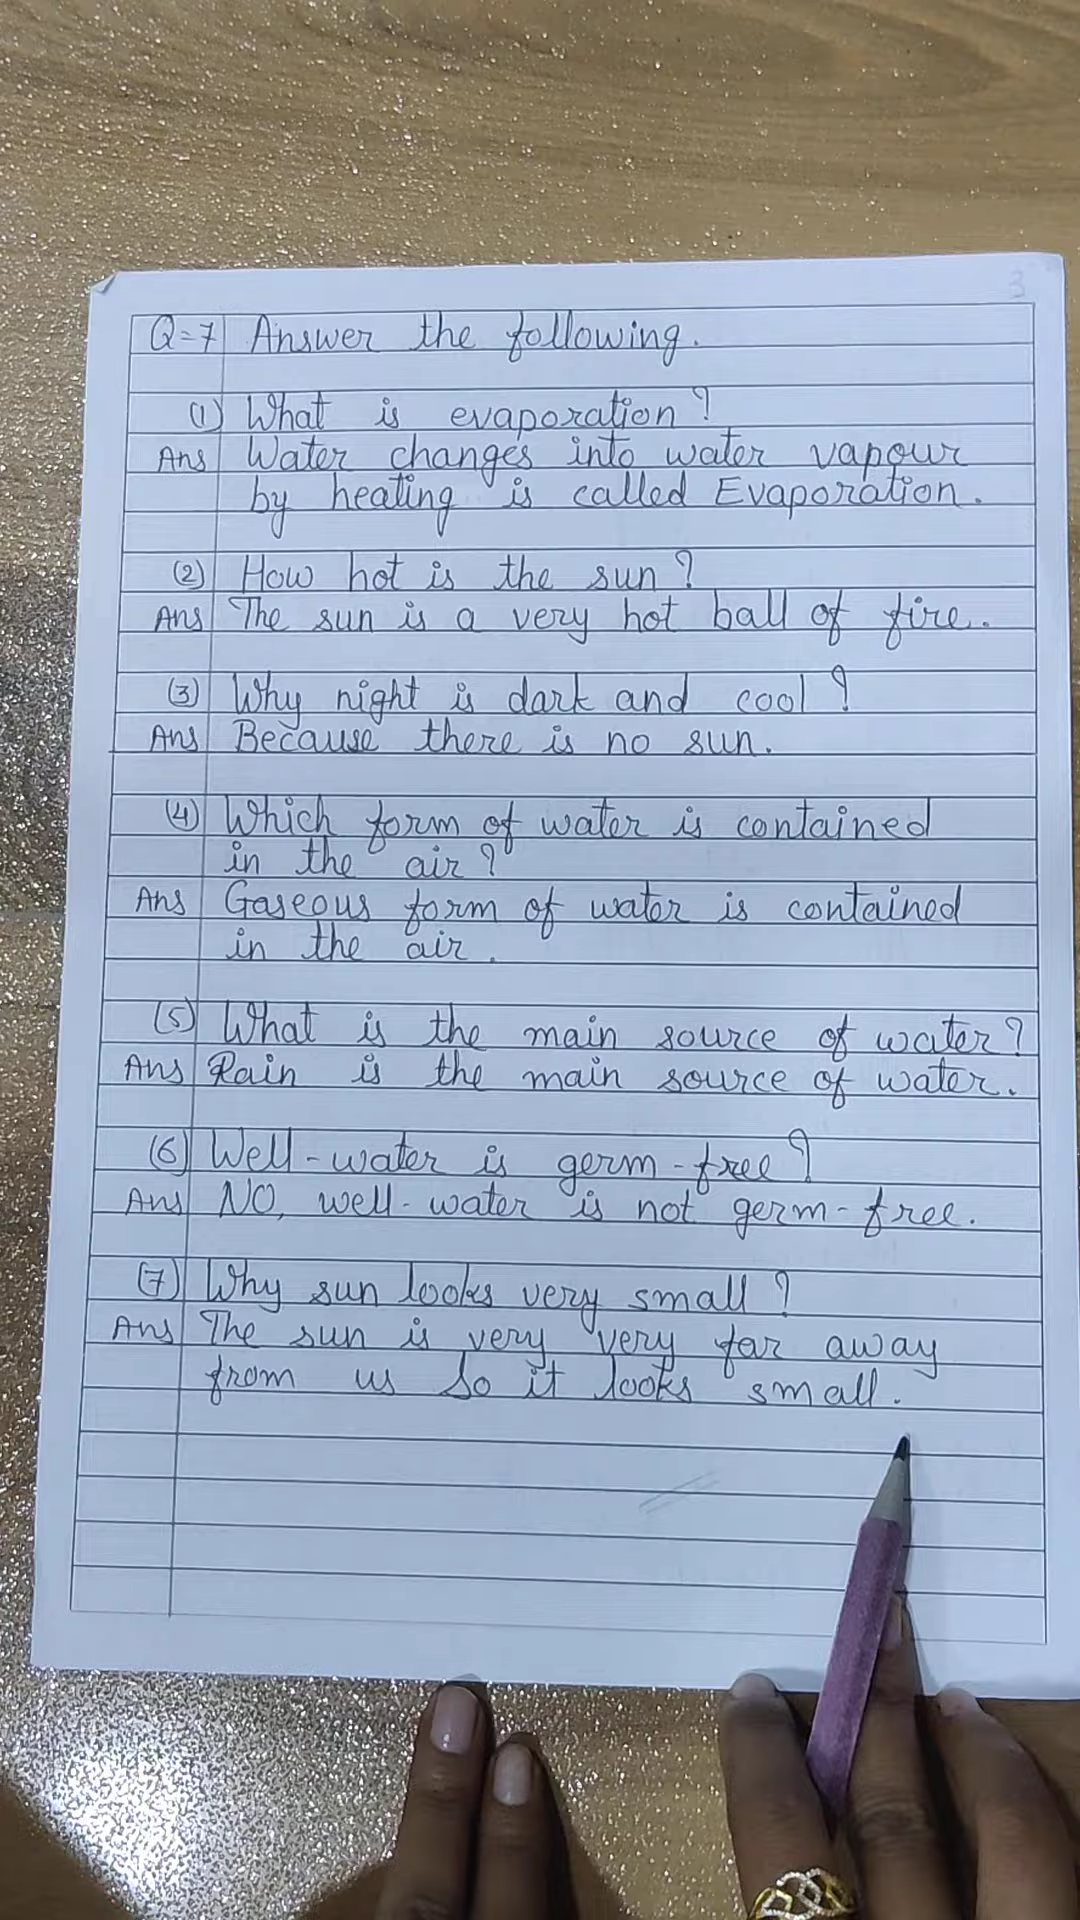 3
Q=7 Answer the following.
(1) What is evaporation?
Ans Water changes into water vapour
by heating is called Evaporation.
(2) How hot is the sun?
Ans The sun is a very hot ball of fire.
(3) Why night is dark and cool?
Ans Because there is no sun.
(4) Which form of water is contained
in the air?
Ans Gaseous form of water is contained
in the air.
(5) What is the main source of water?
Ans Rain is the main source of water.
(6) Well-water is germ-free?
Ans NO, well-water is not germ-free.
(7) Why sun looks very small?
Ans The sun is very very far away
from us so it looks small.